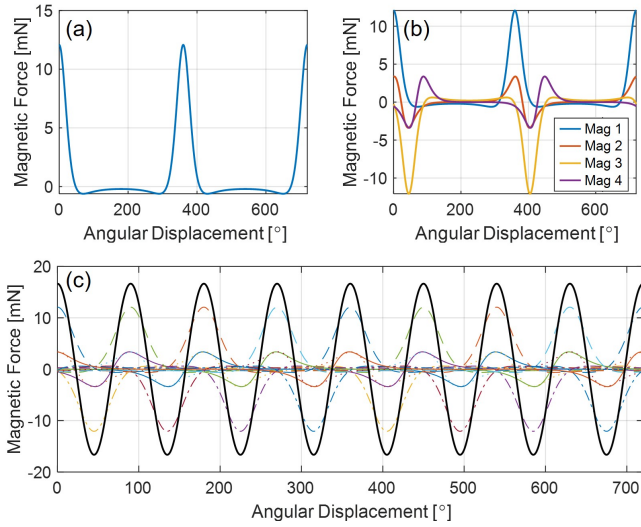 (a)
Magnetic Force [mN]
15
10
5
0
0
200
400
600
Angular Displacement [°]
(b)
Magnetic Force [mN]
10
5
0
-5
-10
0
200
400
600
Angular Displacement [°]
Mag 1
Mag 2
Mag 3
Mag 4
(c)
Magnetic Force [mN]
20
10
0
-10
-20
0
100
200
300
400
500
600
700
Angular Displacement [°]